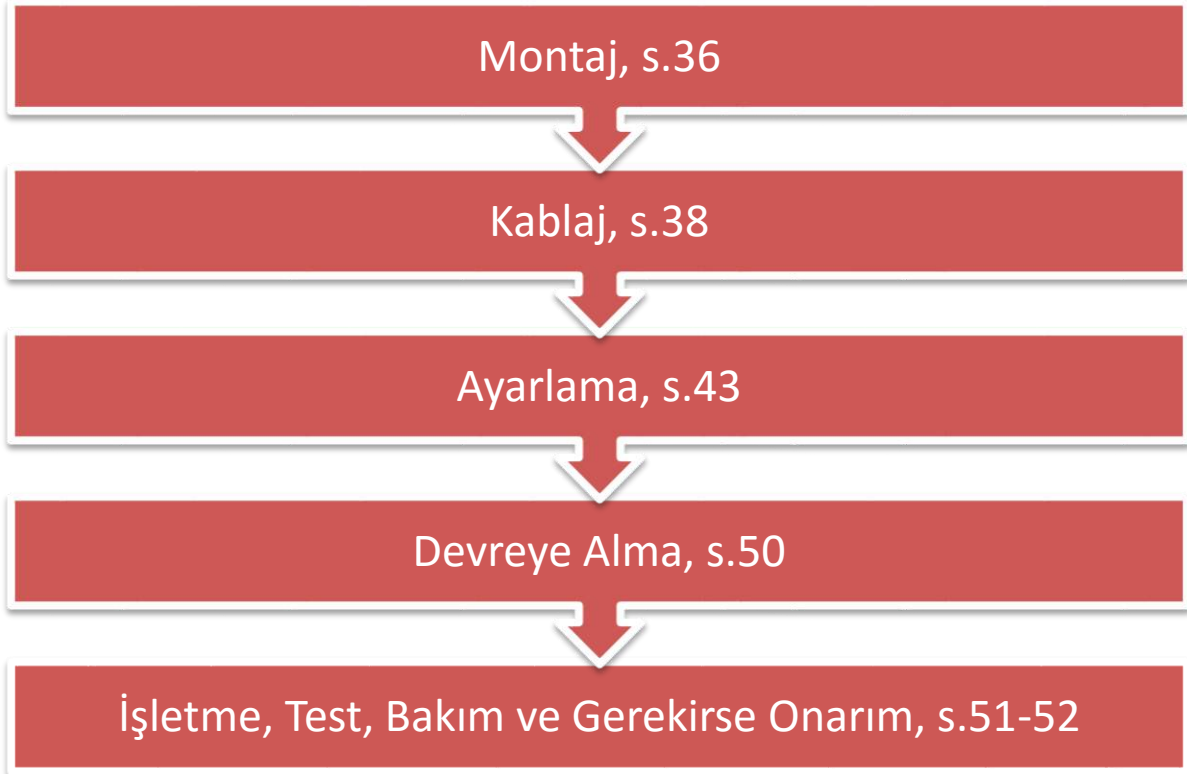 Montaj, s.36
Kablaj, s.38
Ayarlama, s.43
Devreye Alma, s.50
İşletme, Test, Bakım ve Gerekirse Onarım, s.51-52